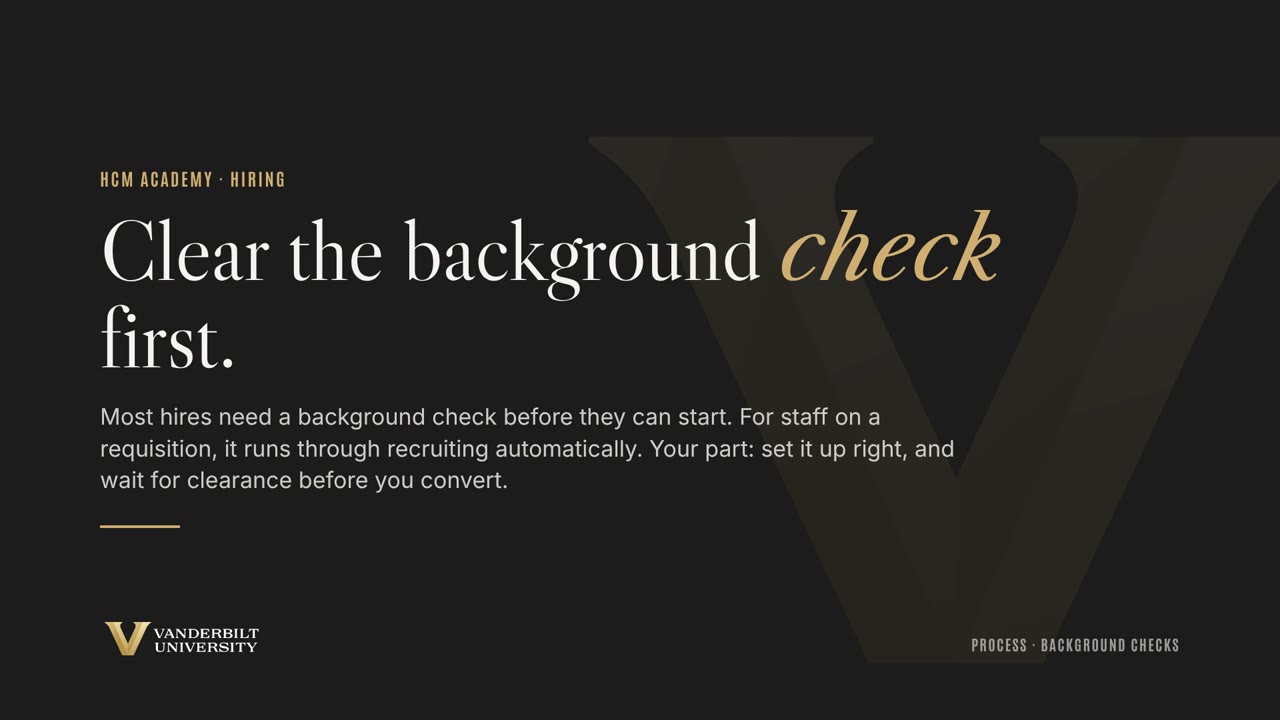 HCM ACADEMY · HIRING
Clear the background check
first.
Most hires need a background check before they can start. For staff on a
requisition, it runs through recruiting automatically. Your part: set it up right, and
wait for clearance before you convert.
VANDERBILT
UNIVERSITY
PROCESS · BACKGROUND CHECKS